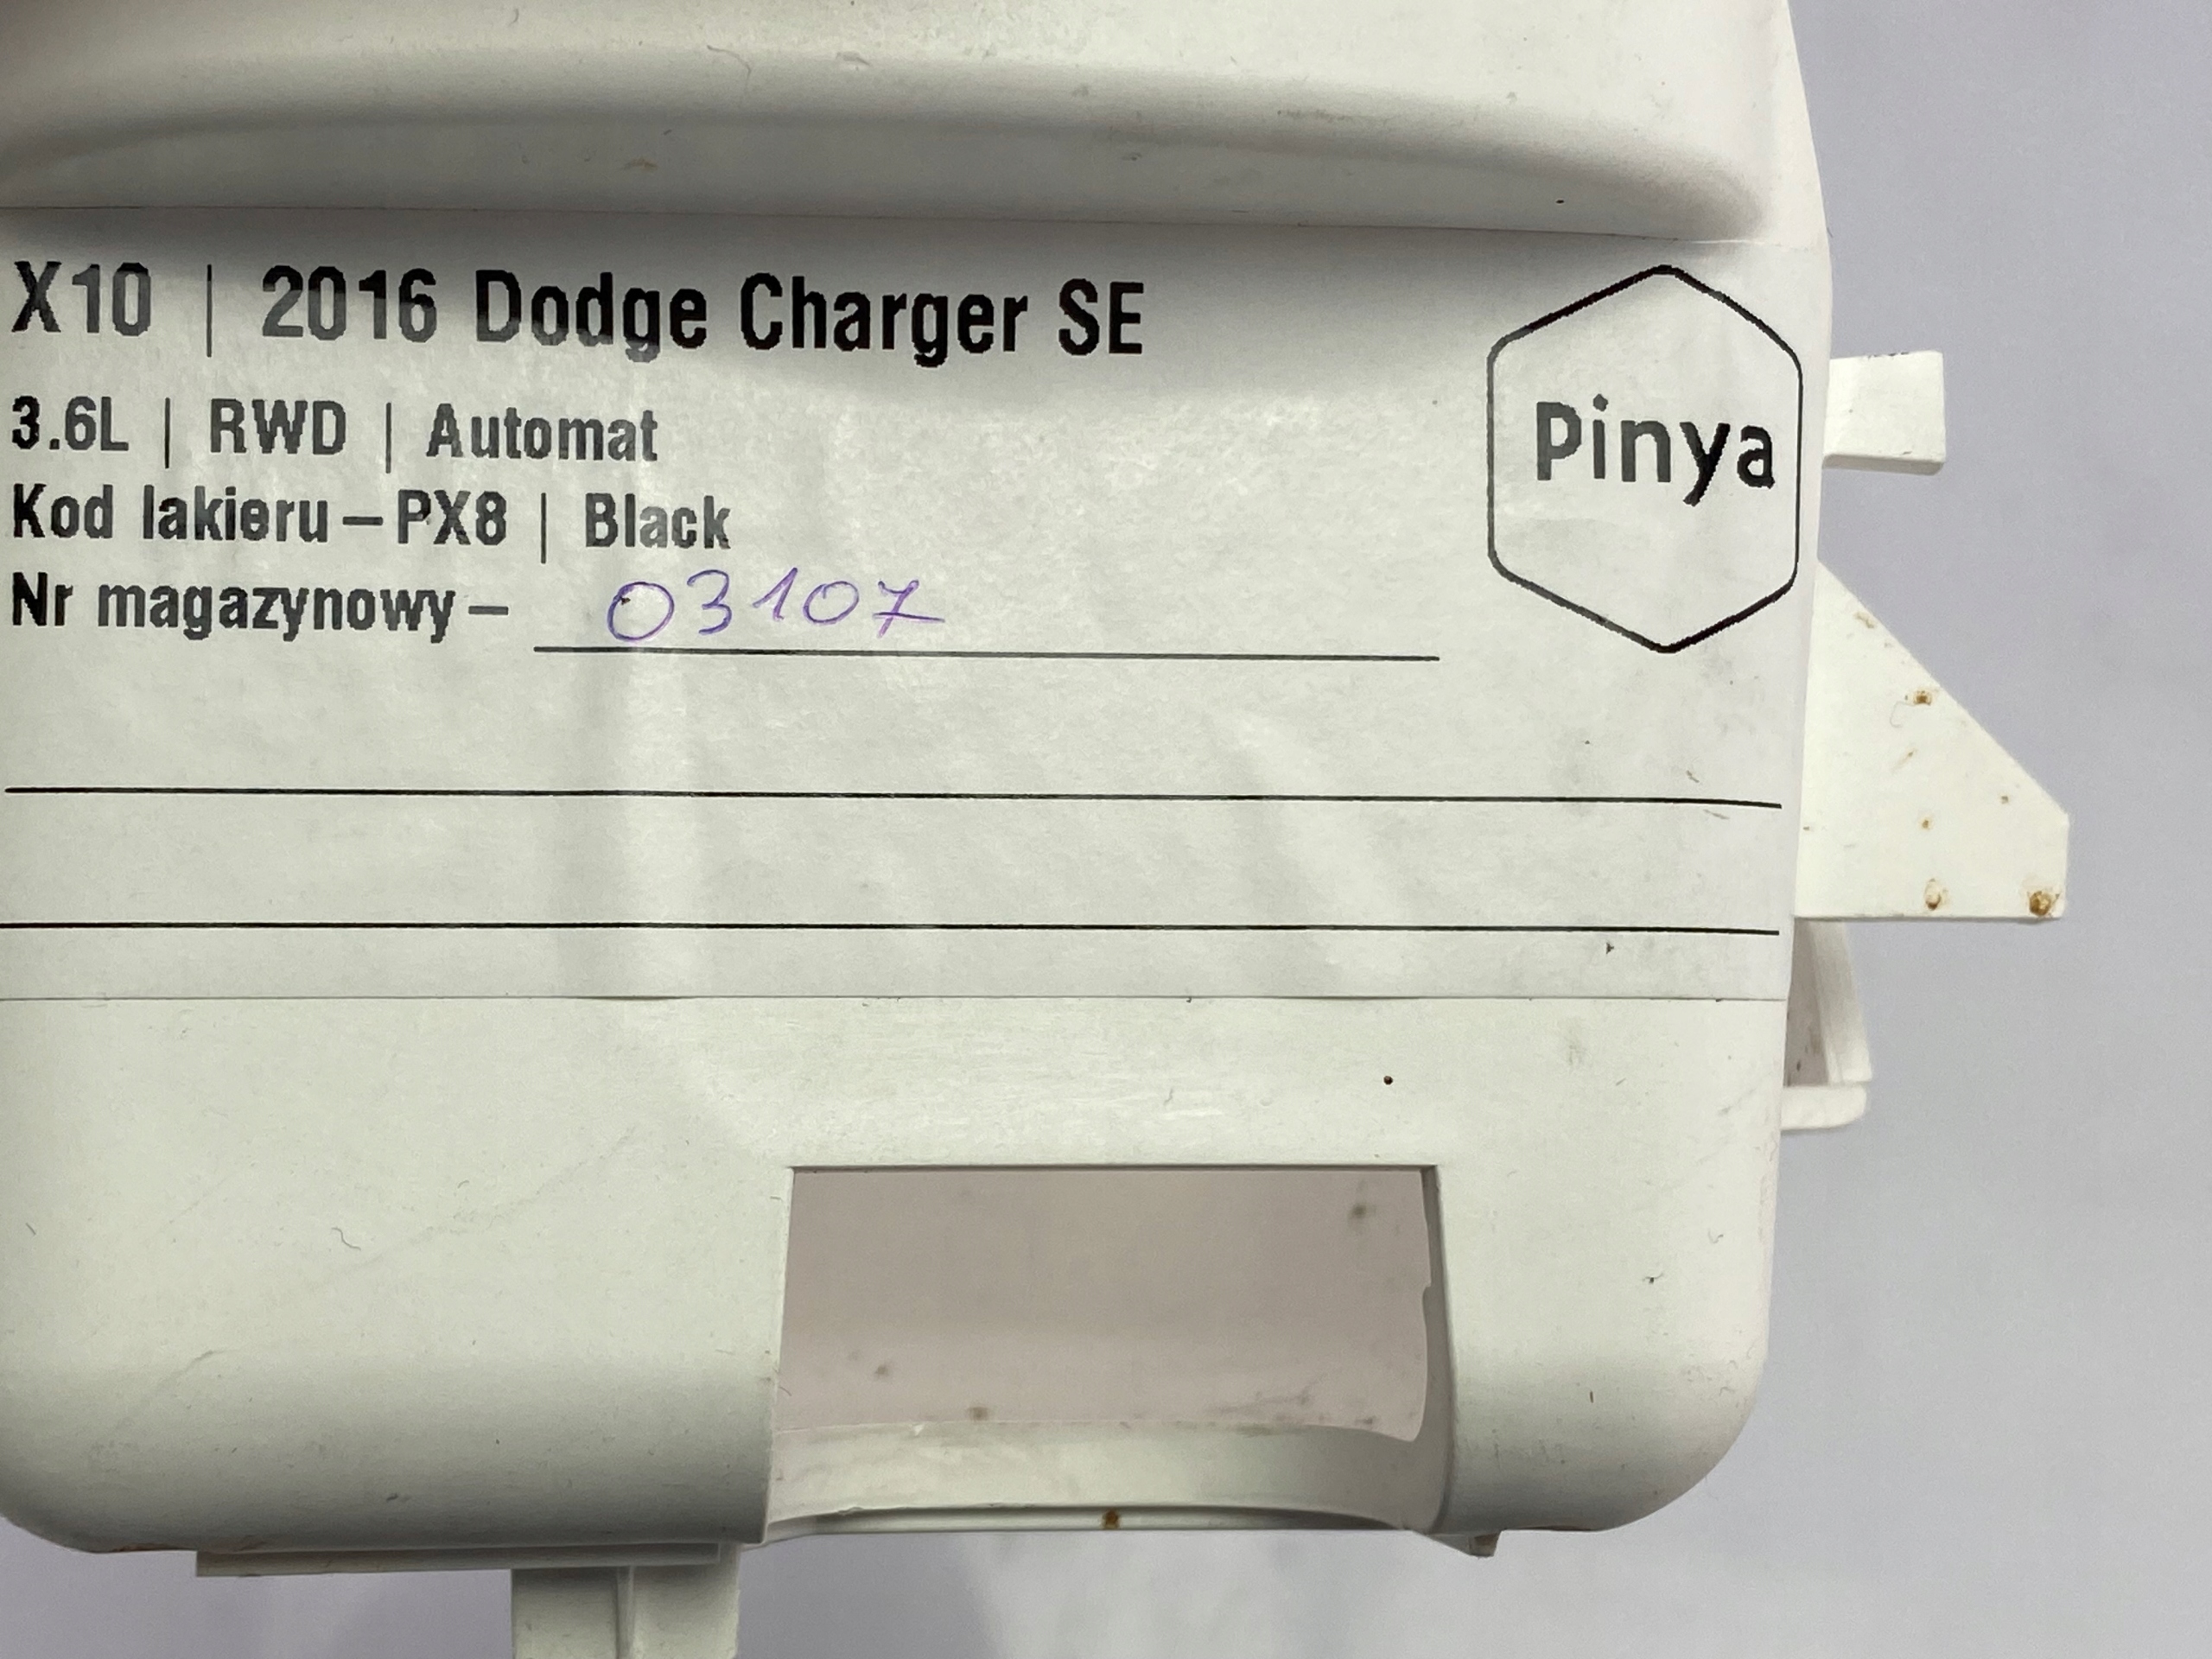 X10 | 2016 Dodge Charger SE
3.6L | RWD | Automat
Kod lakieru – PX8 | Black
Nr magazynowy – 03107
Pinya